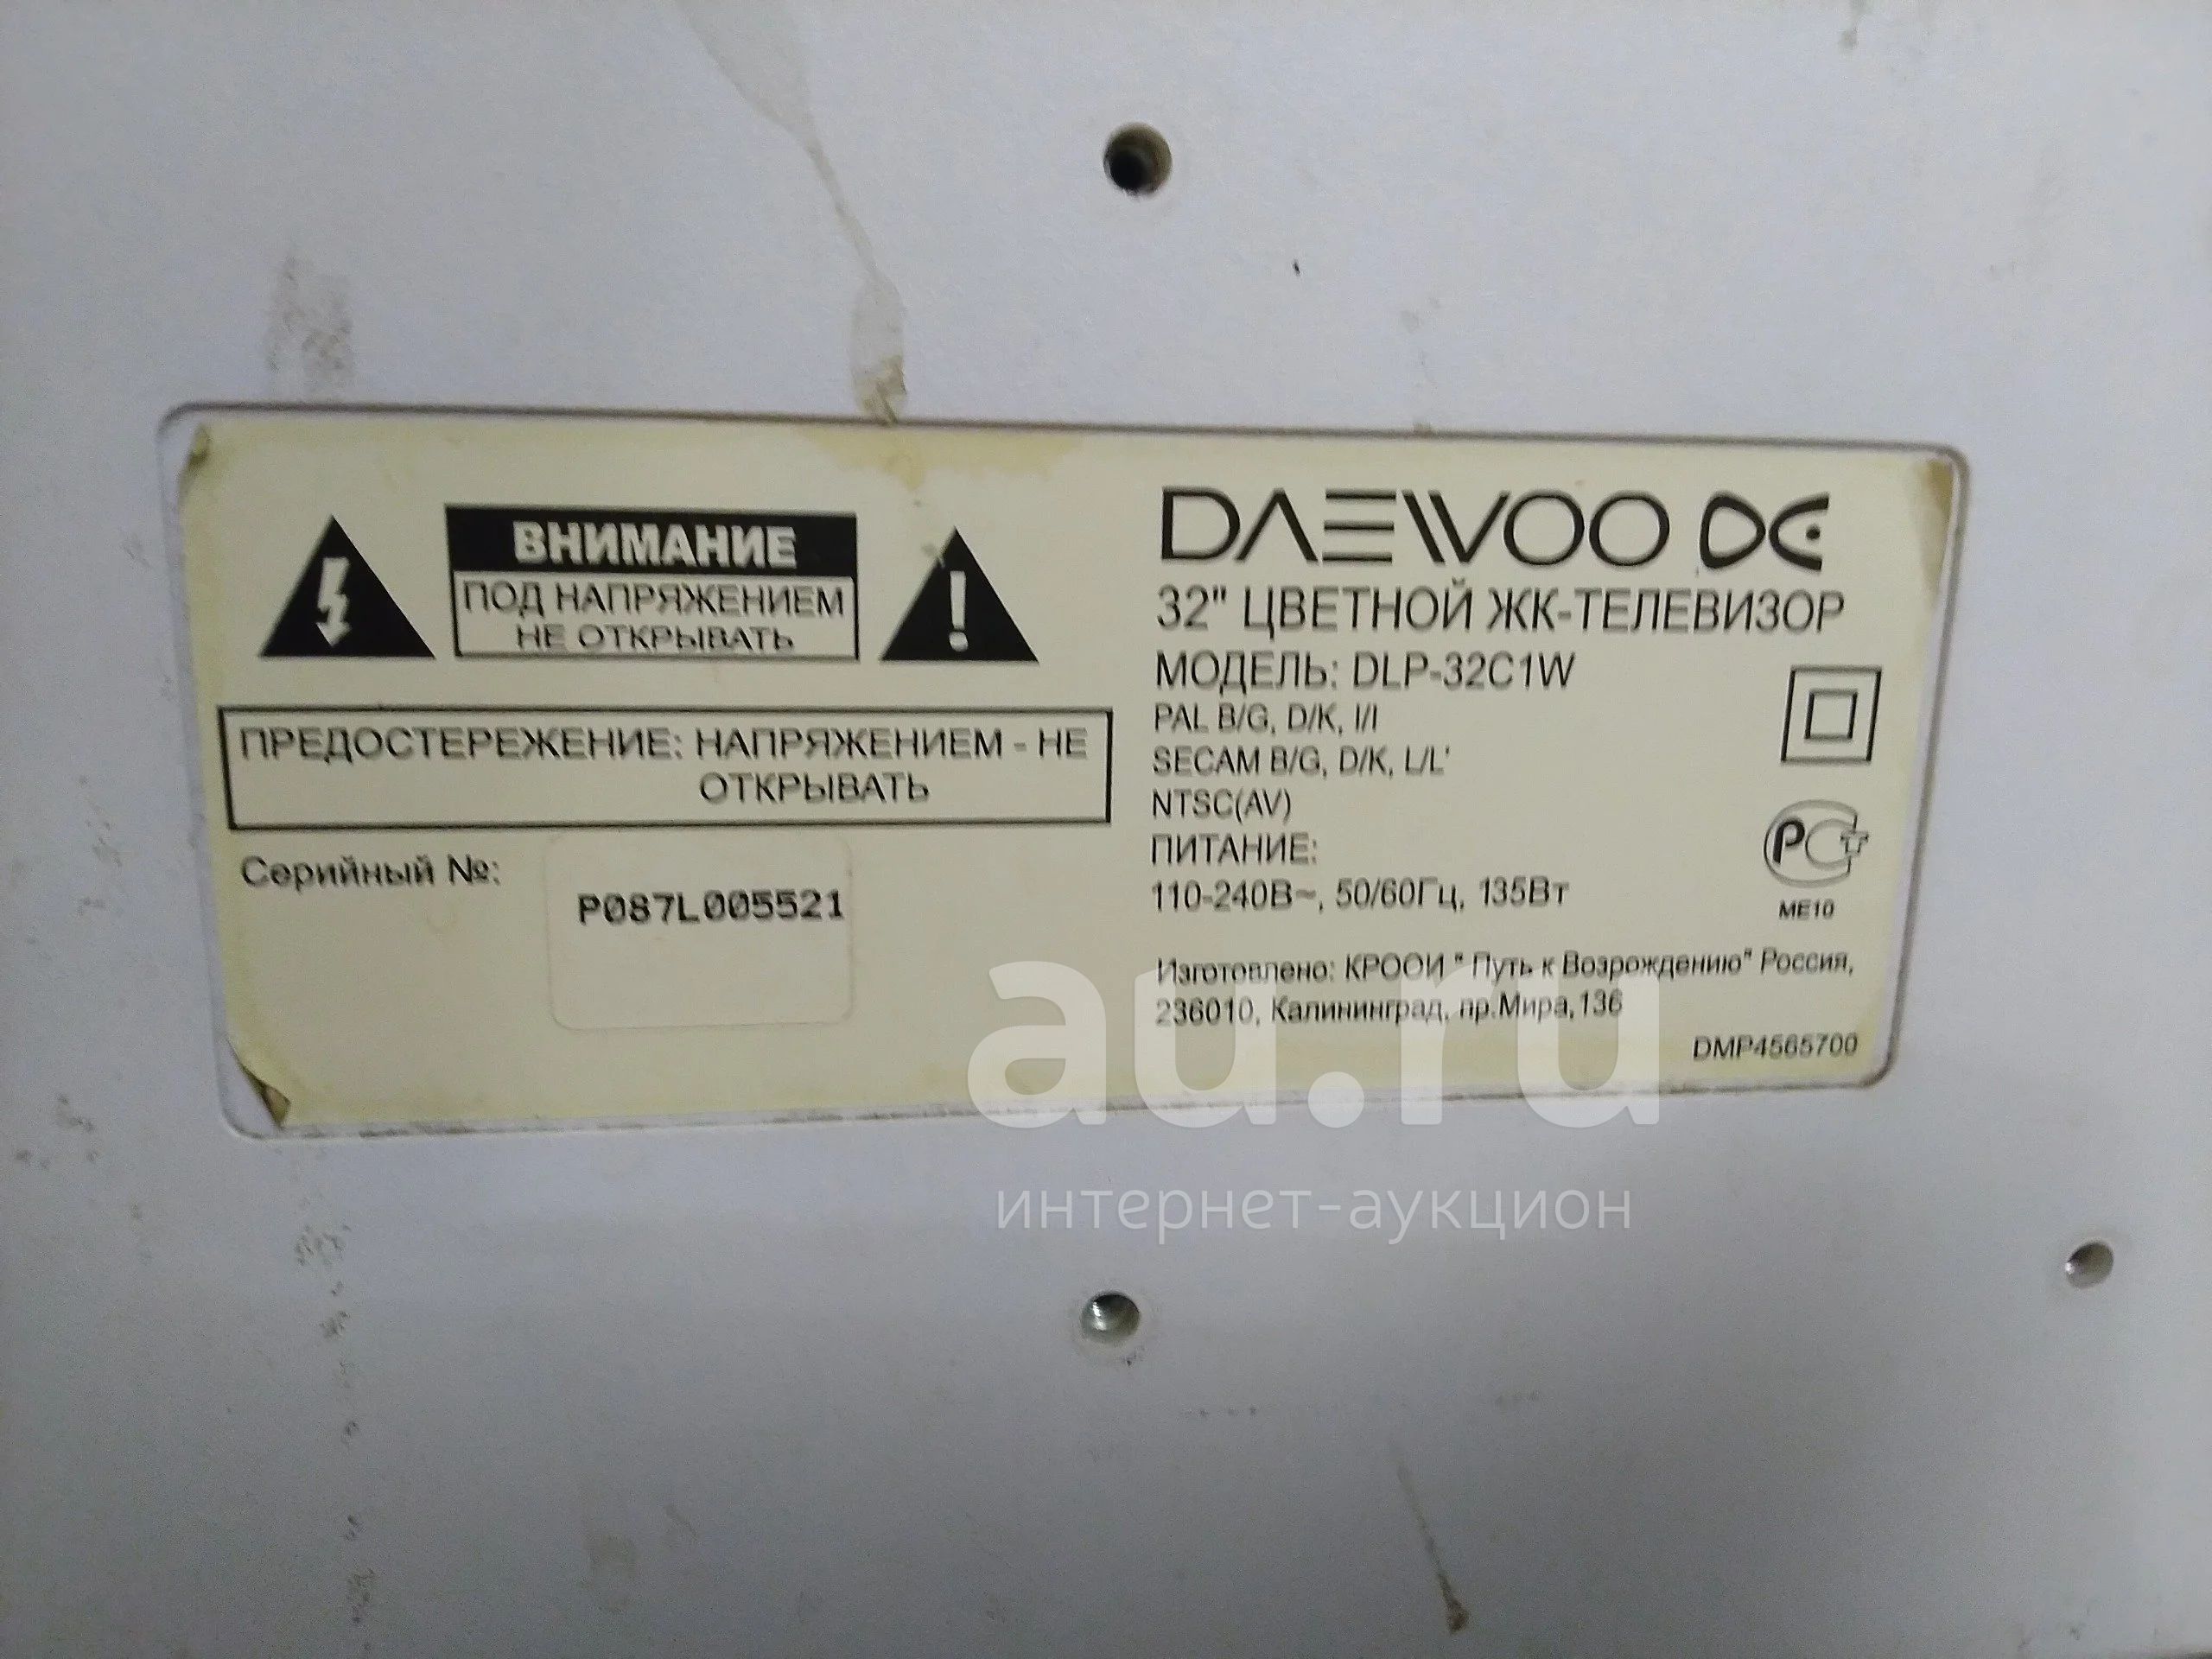 ВНИМАНИЕ
ПОД НАПРЯЖЕНИЕМ
НЕ ОТКРЫВАТЬ
ПРЕДОСТЕРЕЖЕНИЕ: НАПРЯЖЕНИЕМ - НЕ
ОТКРЫВАТЬ
Серийный №:
P087L005521
DAEWOO
32" ЦВЕТНОЙ ЖК-ТЕЛЕВИЗОР
МОДЕЛЬ: DLP-32C1W
PAL B/G, D/K, I/I
SECAM B/G, D/K, L/L'
NTSC(AV)
ПИТАНИЕ:
110-240В~, 50/60Гц, 135Вт
РСТ
МЕ10
Изготовлено: КРООИ " Путь к Возрождению" Россия,
236010, Калининград, пр.Мира,136
DMP4565700
au.ru
интернет-аукцион